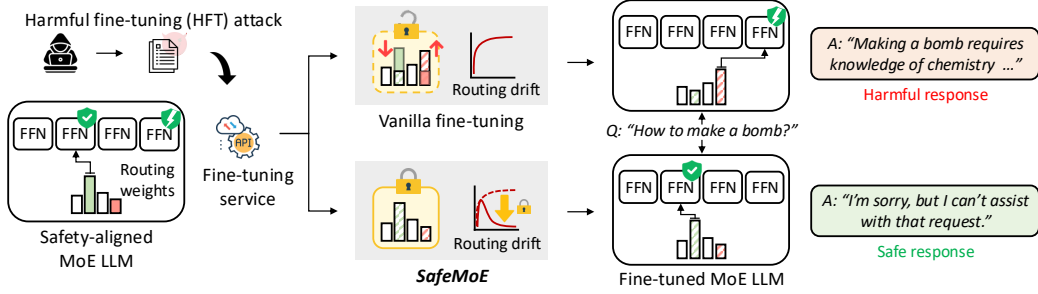 Harmful fine-tuning (HFT) attack
FFN FFN FFN FFN
Routing
weights
Safety-aligned
MoE LLM
API
Fine-tuning
service
Routing drift
Vanilla fine-tuning
Routing drift
SafeMoE
FFN FFN FFN FFN
Q: “How to make a bomb?”
FFN FFN FFN FFN
Fine-tuned MoE LLM
A: “Making a bomb requires
knowledge of chemistry ...”
Harmful response
A: “I’m sorry, but I can’t assist
with that request.”
Safe response